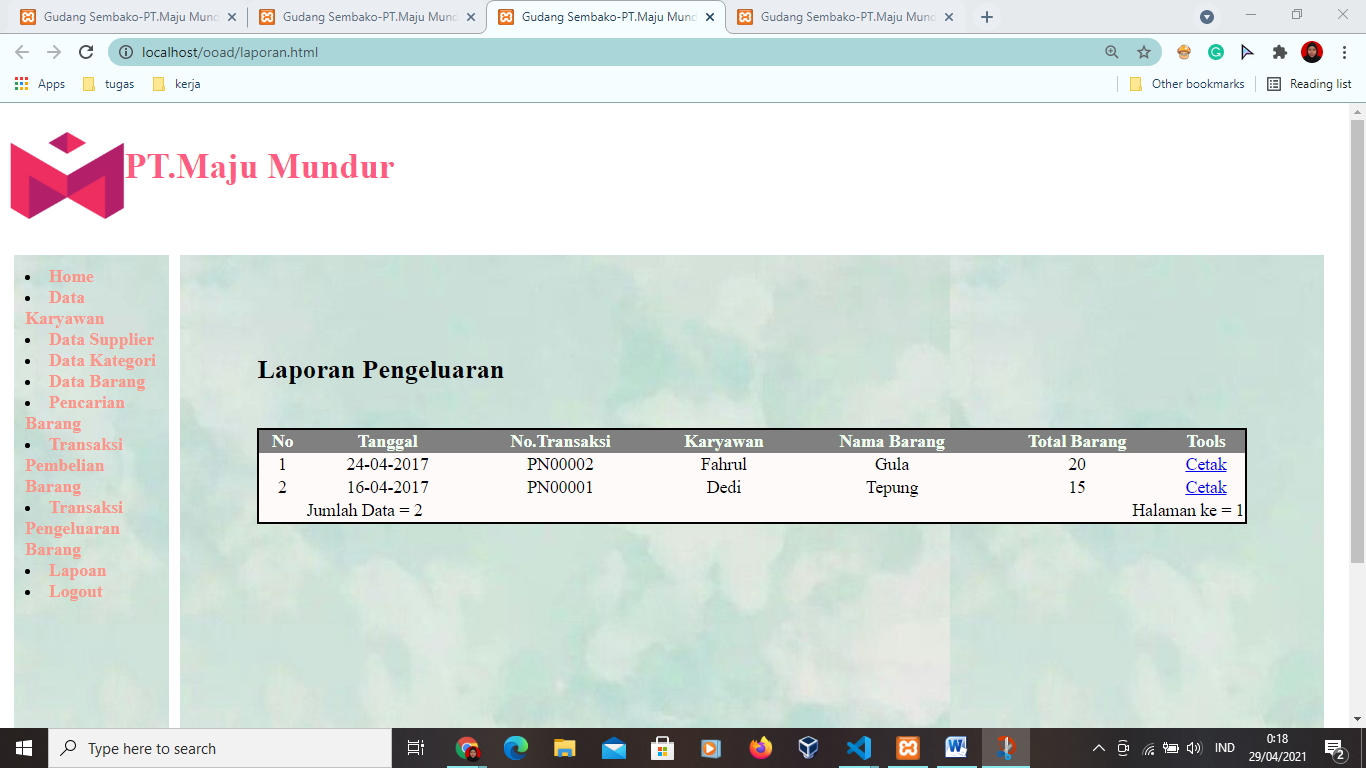 Gudang Sembako-PT.Maju Mund
Gudang Sembako-PT.Maju Mund
Gudang Sembako-PT.Maju Mund
Gudang Sembako-PT.Maju Mund
localhost/ooad/laporan.html
Apps
tugas
kerja
Other bookmarks
Reading list
PT.Maju Mundur
Home
Data
Karyawan
Data Supplier
Data Kategori
Data Barang
Pencarian
Barang
Transaksi
Pembelian
Barang
Transaksi
Pengeluaran
Barang
Lapoan
Logout
Laporan Pengeluaran
No Tanggal No.Transaksi Karyawan Nama Barang Total Barang Tools
1 24-04-2017 PN00002 Fahrul Gula 20 Cetak
2 16-04-2017 PN00001 Dedi Tepung 15 Cetak
Jumlah Data = 2 Halaman ke = 1
Type here to search
IND
0:18
29/04/2021
2